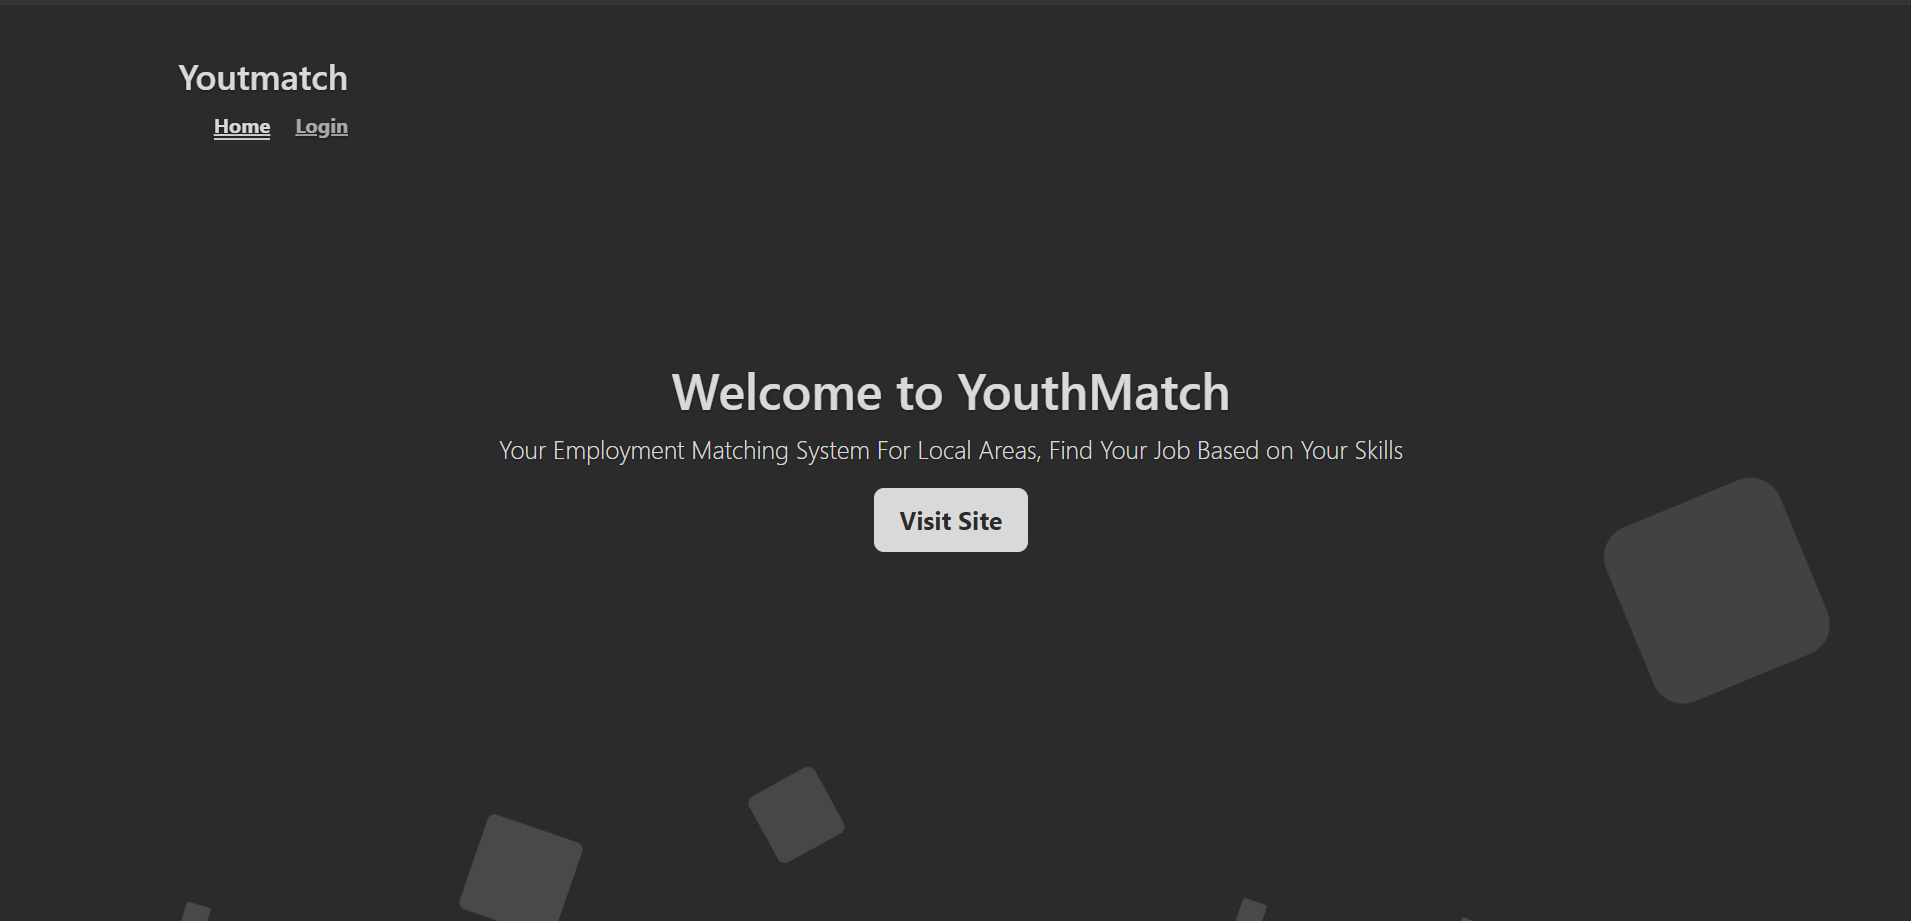 Youtmatch
Home Login
Welcome to YouthMatch
Your Employment Matching System For Local Areas, Find Your Job Based on Your Skills
Visit Site